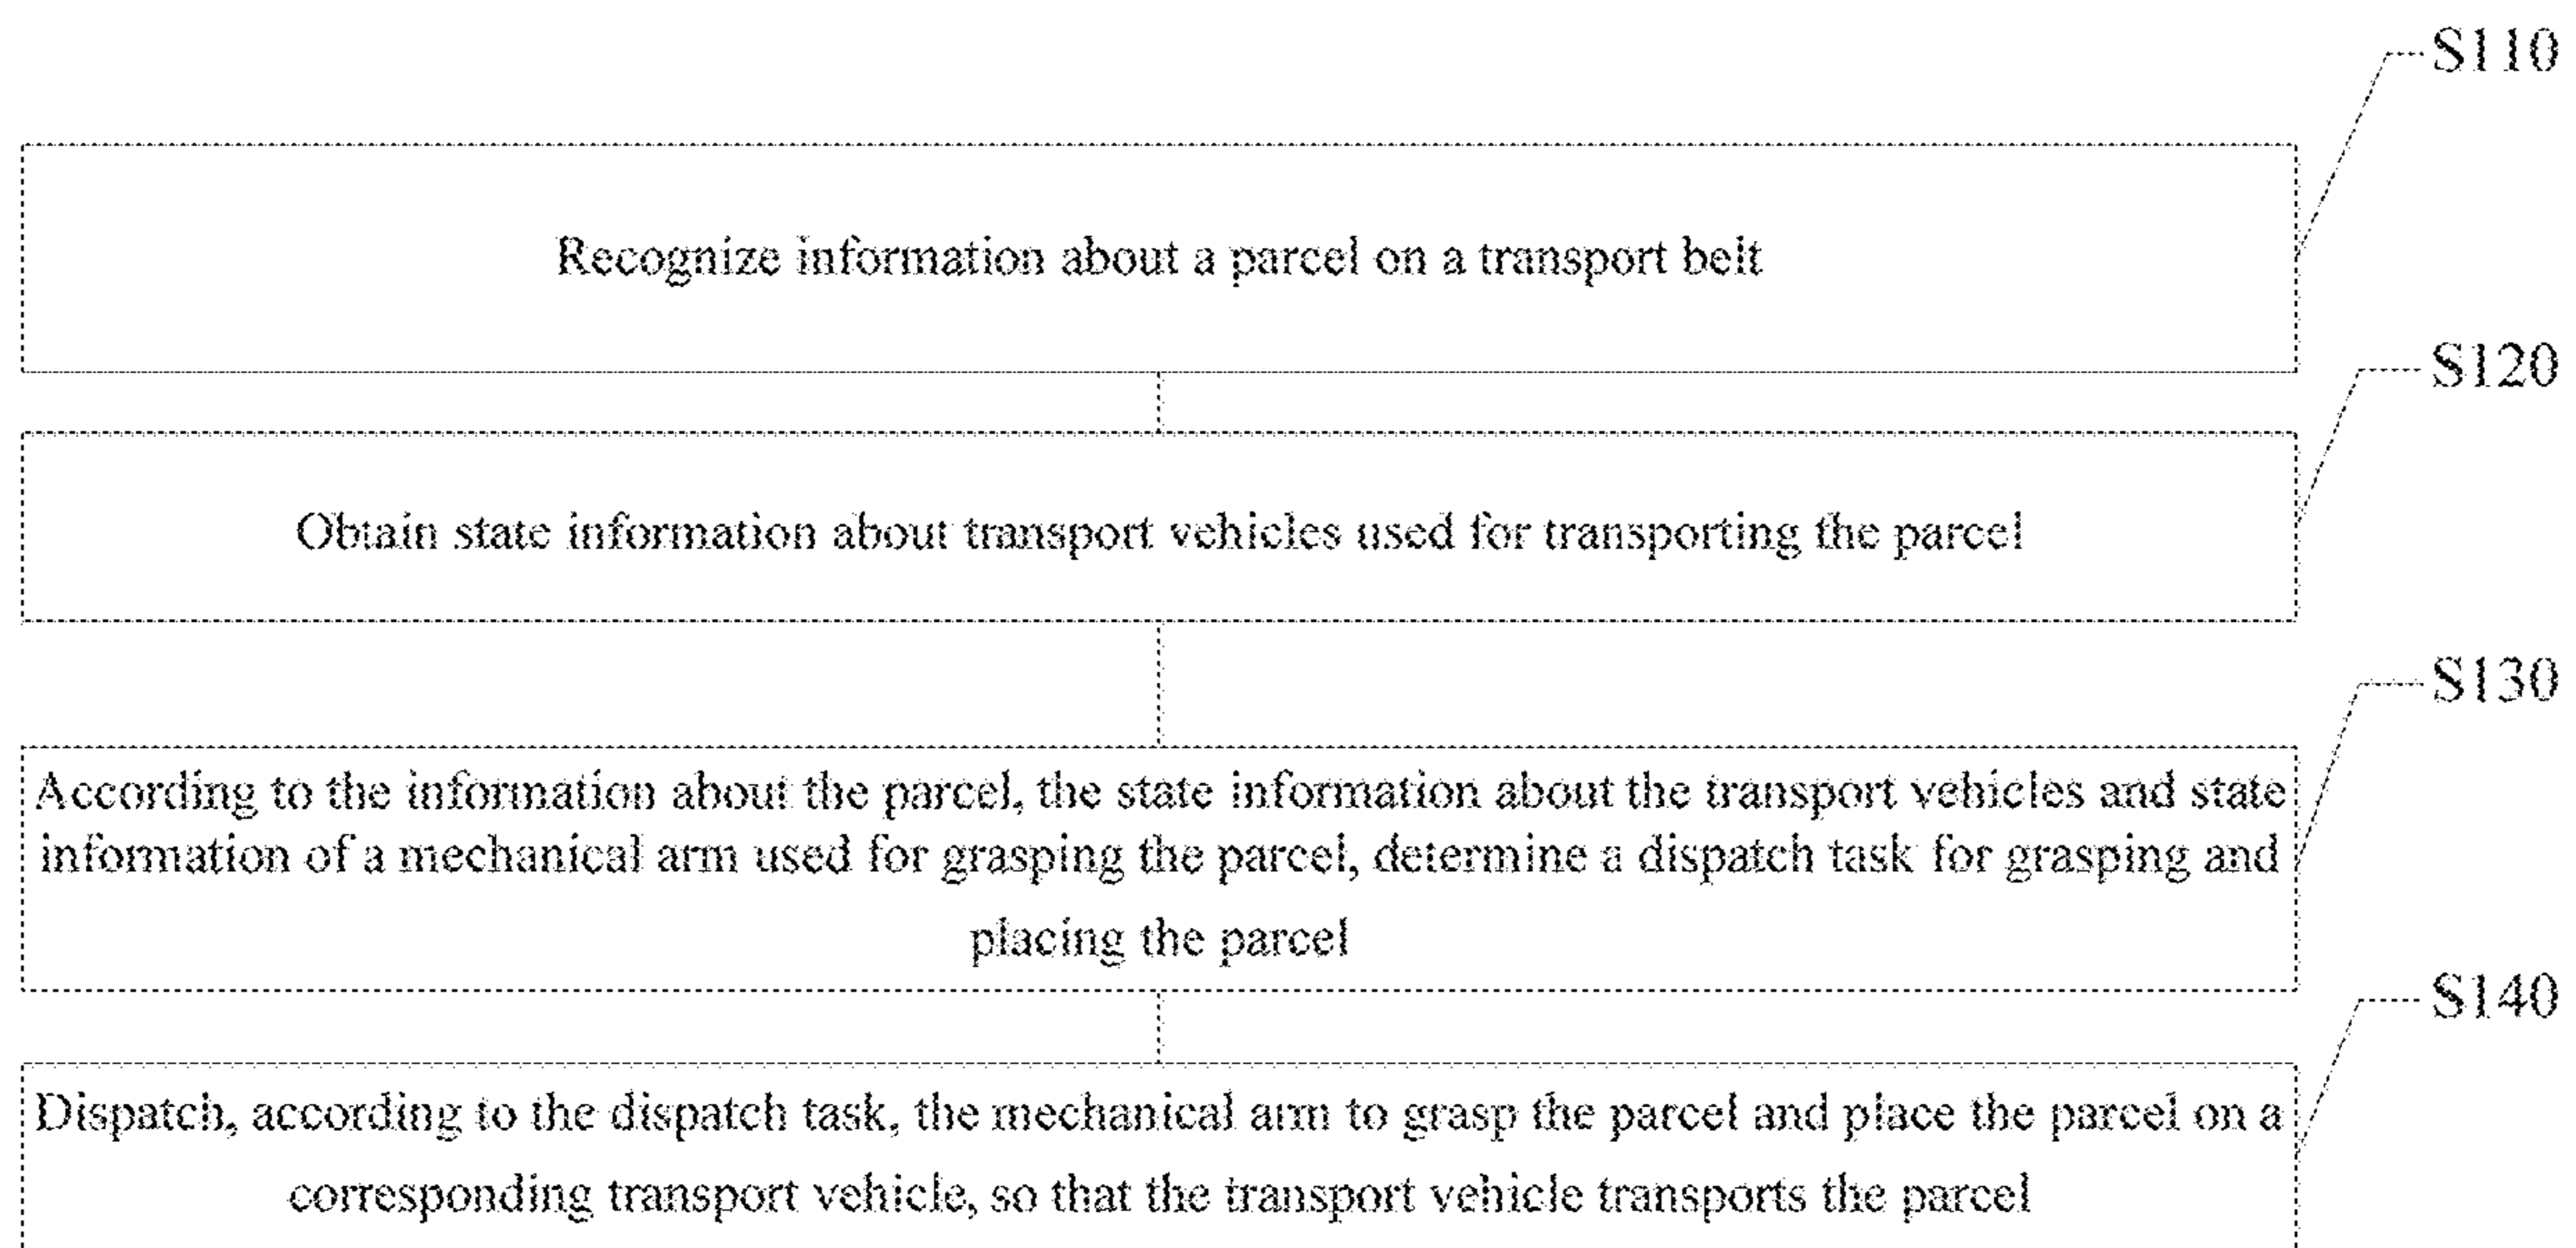 S110
Recognize information about a parcel on a transport belt
S120
Obtain state information about transport vehicles used for transporting the parcel
S130
According to the information about the parcel, the state information about the transport vehicles and state
information of a mechanical arm used for grasping the parcel, determine a dispatch task for grasping and
placing the parcel
S140
Dispatch, according to the dispatch task, the mechanical arm to grasp the parcel and place the parcel on a
corresponding transport vehicle, so that the transport vehicle transports the parcel